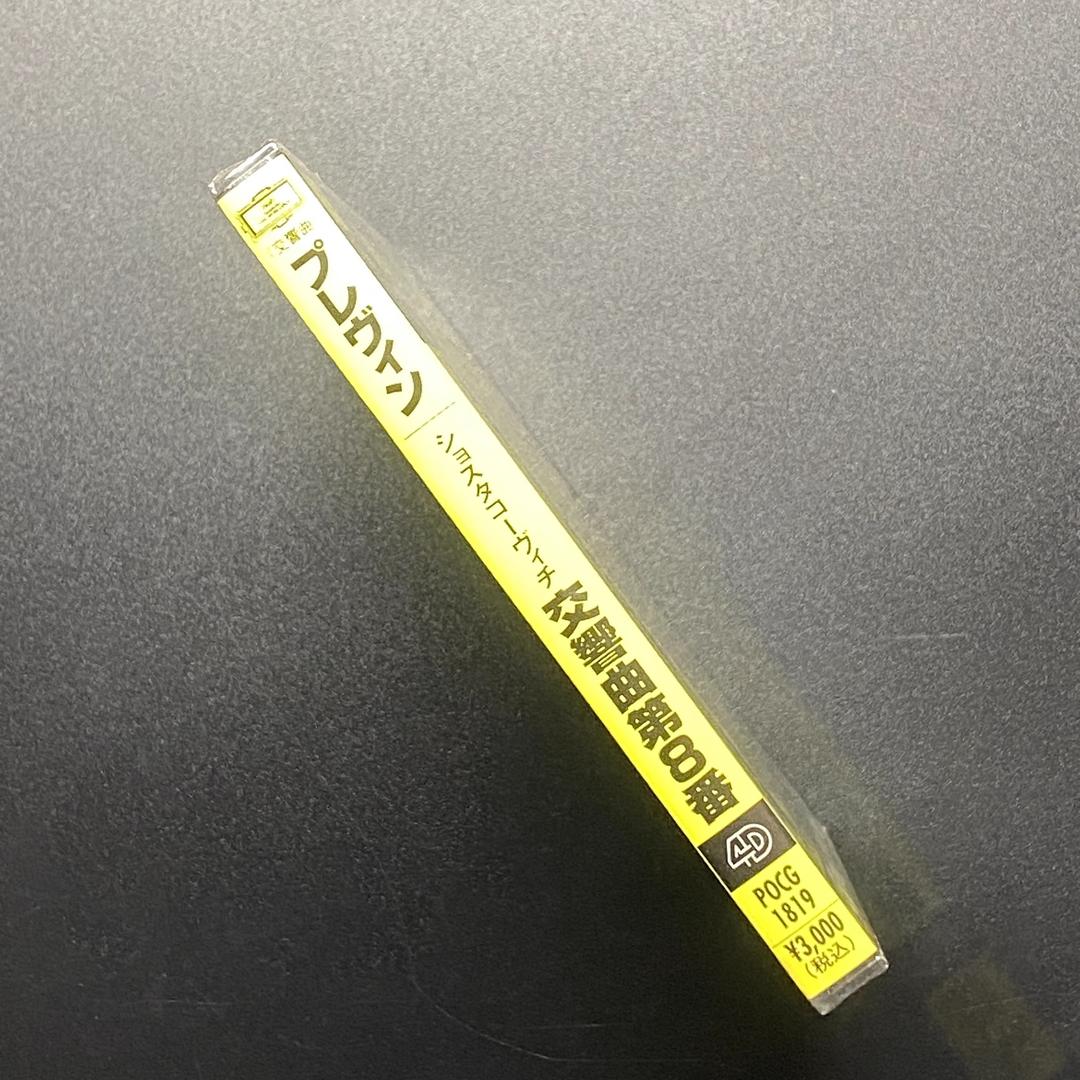 交響曲
プレヴィン
ショスタコーヴィチ
交響曲第8番
4D
POCG
1819
¥3,000
(税込)